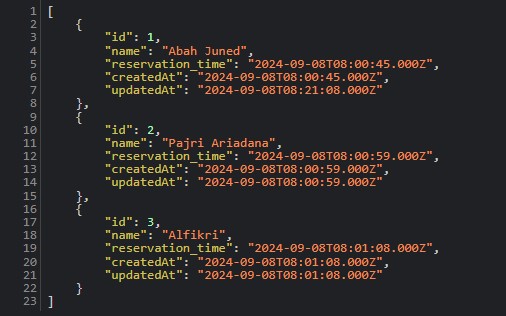 1 [
2     {
3         "id": 1,
4         "name": "Abah Juned",
5         "reservation_time": "2024-09-08T08:00:45.000Z",
6         "createdAt": "2024-09-08T08:00:45.000Z",
7         "updatedAt": "2024-09-08T08:21:08.000Z"
8     },
9     {
10         "id": 2,
11         "name": "Pajri Ariadana",
12         "reservation_time": "2024-09-08T08:00:59.000Z",
13         "createdAt": "2024-09-08T08:00:59.000Z",
14         "updatedAt": "2024-09-08T08:00:59.000Z"
15     },
16     {
17         "id": 3,
18         "name": "Alfikri",
19         "reservation_time": "2024-09-08T08:01:08.000Z",
20         "createdAt": "2024-09-08T08:01:08.000Z",
21         "updatedAt": "2024-09-08T08:01:08.000Z"
22     }
23 ]